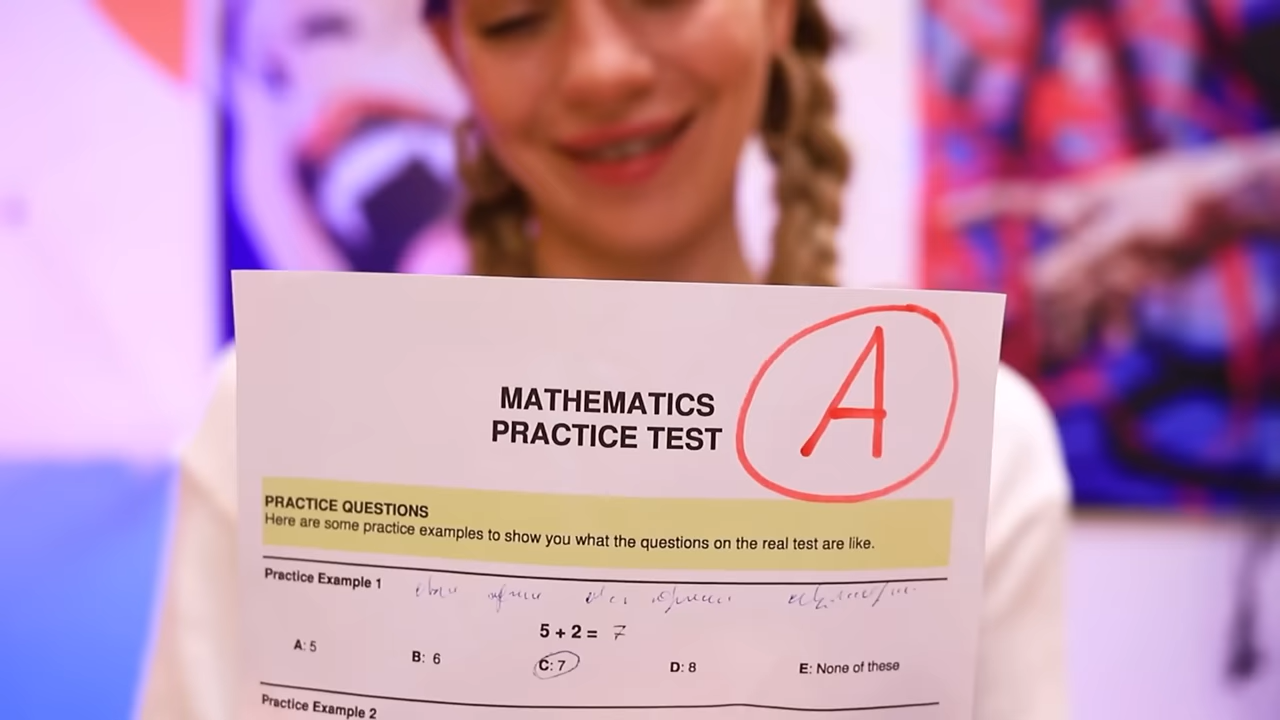 A
MATHEMATICS
PRACTICE TEST
PRACTICE QUESTIONS
Here are some practice examples to show you what the questions on the real test are like.
Practice Example 1
5 + 2 = 7
A: 5 B: 6 C: 7 D: 8 E: None of these
Practice Example 2